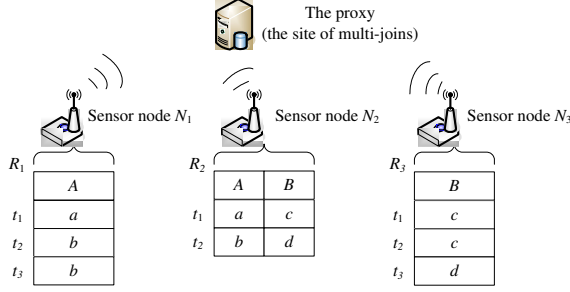 The proxy
(the site of multi-joins)
Sensor node N1
Sensor node N2
Sensor node N3
R1
A
t1 a
t2 b
t3 b
R2
A B
t1 a c
t2 b d
R3
B
t1 c
t2 c
t3 d